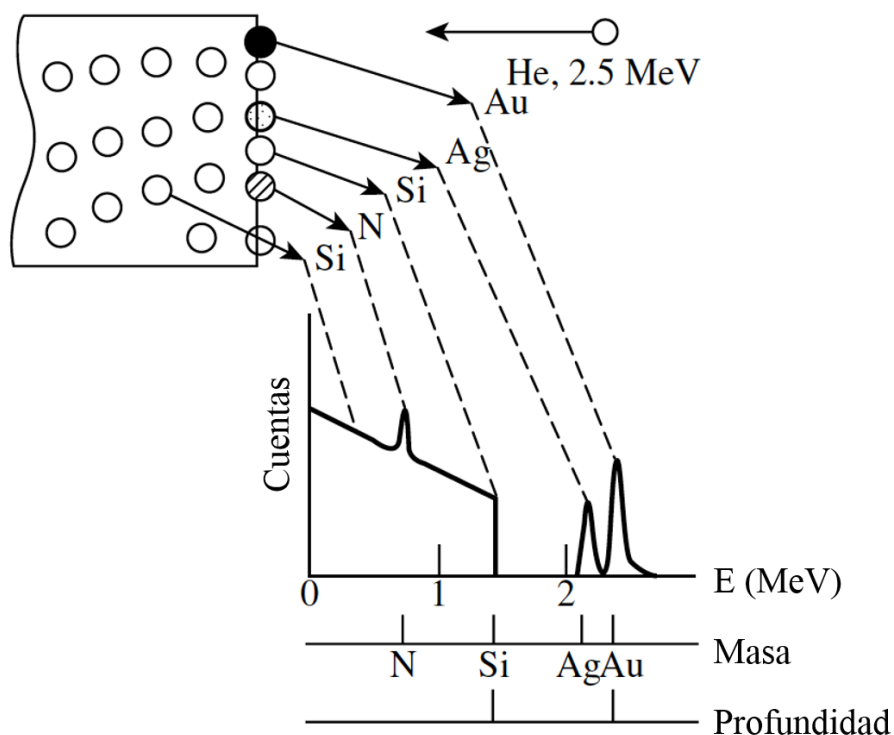 He, 2.5 MeV
Au
Ag
Si
N
Si
Cuentas
0 1 2 E (MeV)
N Si Ag Au Masa
Profundidad